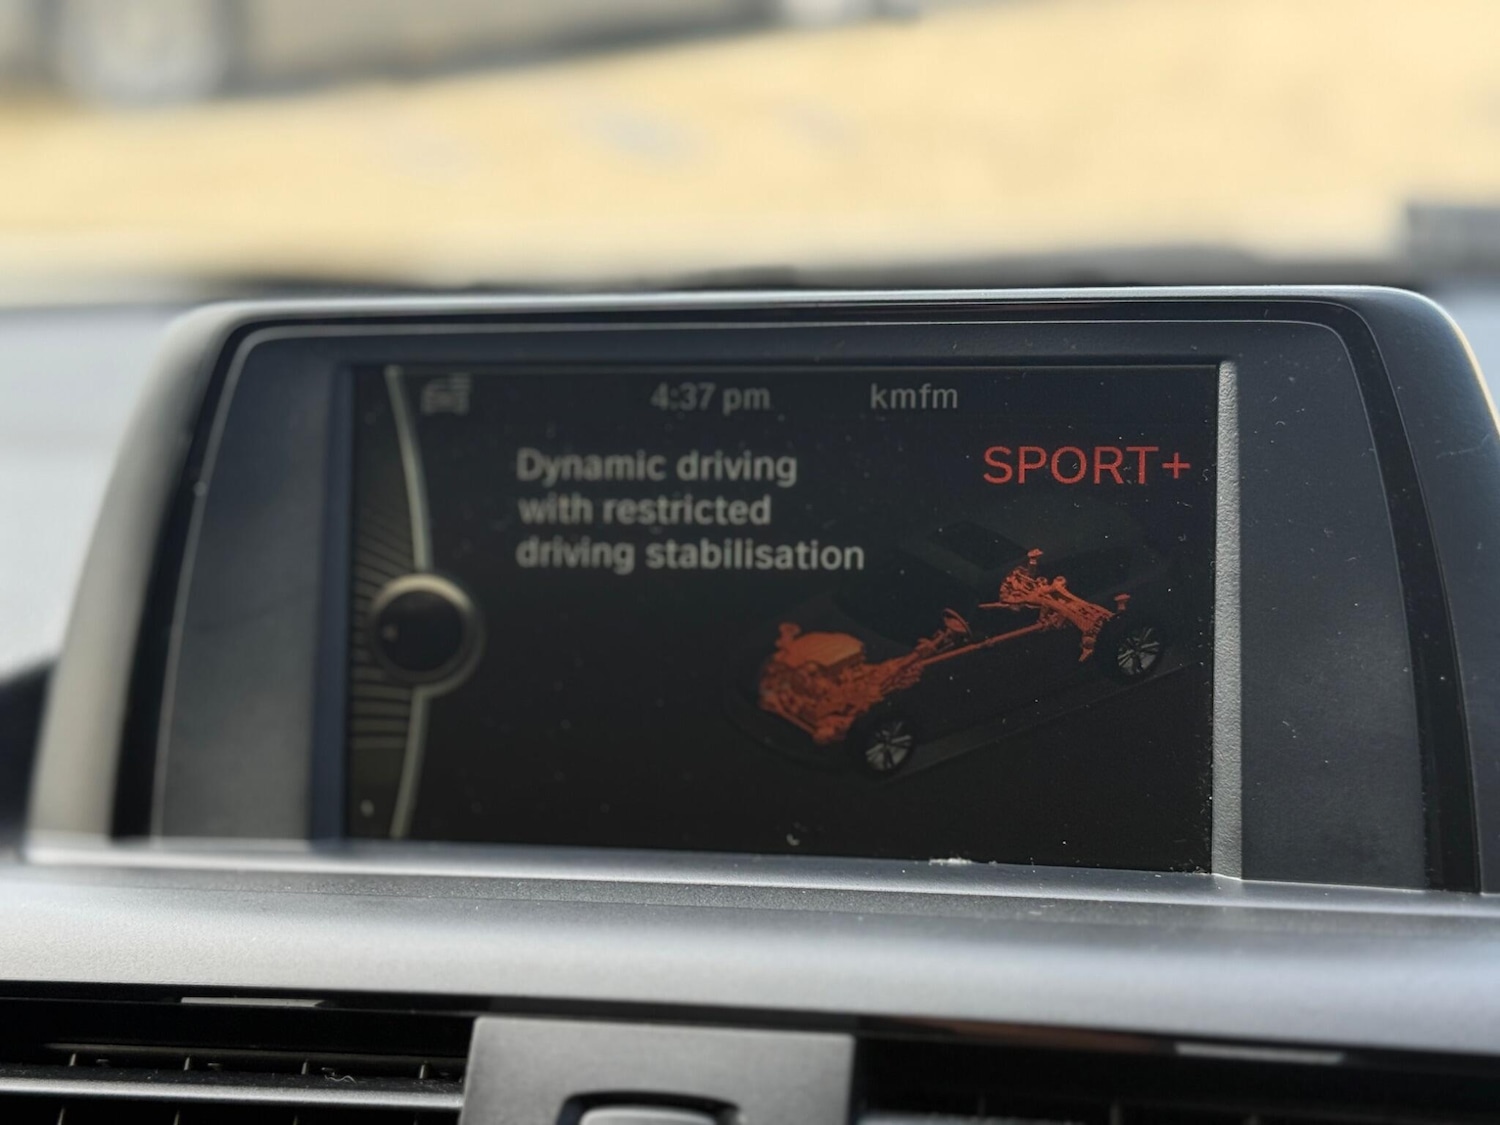 4:37 pm kmfm
SPORT+
Dynamic driving
with restricted
driving stabilisation